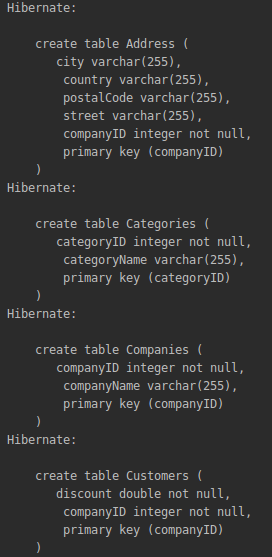 Hibernate:
create table Address (
city varchar(255),
country varchar(255),
postalCode varchar(255),
street varchar(255),
companyID integer not null,
primary key (companyID)
)
Hibernate:
create table Categories (
categoryID integer not null,
categoryName varchar(255),
primary key (categoryID)
)
Hibernate:
create table Companies (
companyID integer not null,
companyName varchar(255),
primary key (companyID)
)
Hibernate:
create table Customers (
discount double not null,
companyID integer not null,
primary key (companyID)
)